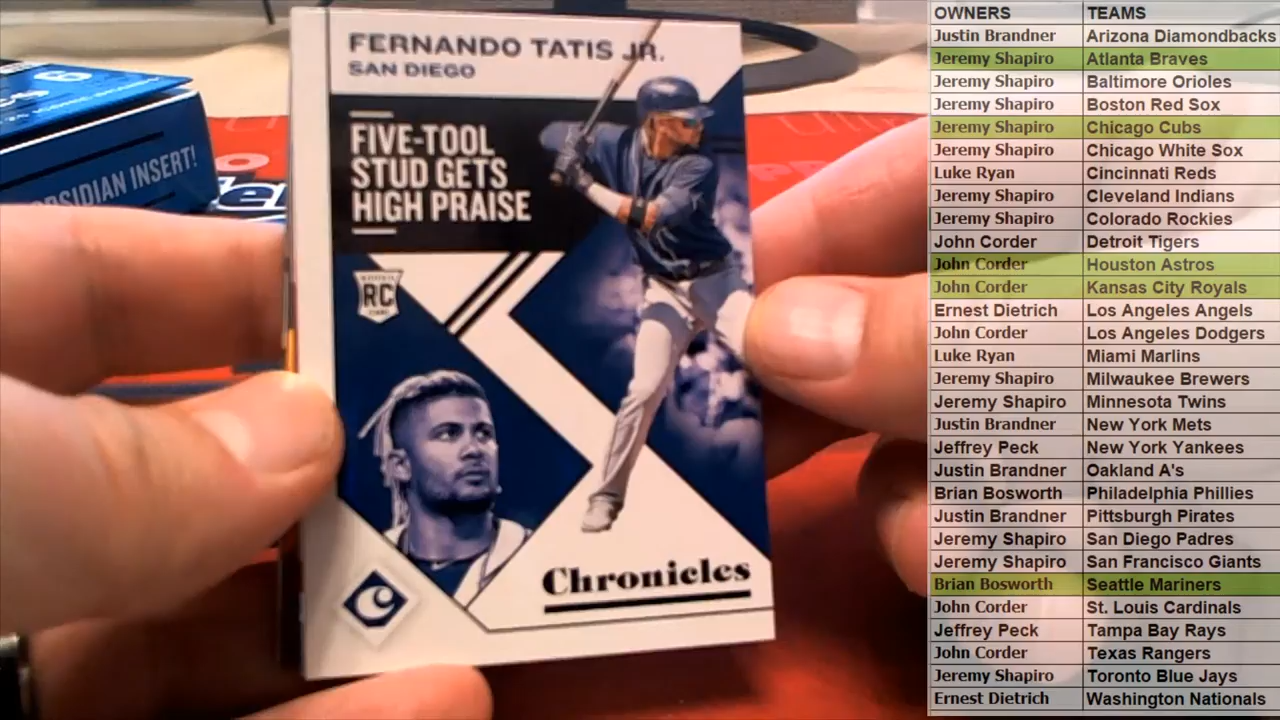 FERNANDO TATIS JR.
SAN DIEGO
FIVE-TOOL
STUD GETS
HIGH PRAISE
RC
Chronicles
OBSIDIAN INSERT!
OWNERS TEAMS
Justin Brandner Arizona Diamondbacks
Jeremy Shapiro Atlanta Braves
Jeremy Shapiro Baltimore Orioles
Jeremy Shapiro Boston Red Sox
Jeremy Shapiro Chicago Cubs
Jeremy Shapiro Chicago White Sox
Luke Ryan Cincinnati Reds
Jeremy Shapiro Cleveland Indians
Jeremy Shapiro Colorado Rockies
John Corder Detroit Tigers
John Corder Houston Astros
John Corder Kansas City Royals
Ernest Dietrich Los Angeles Angels
John Corder Los Angeles Dodgers
Luke Ryan Miami Marlins
Jeremy Shapiro Milwaukee Brewers
Jeremy Shapiro Minnesota Twins
Justin Brandner New York Mets
Jeffrey Peck New York Yankees
Justin Brandner Oakland A's
Brian Bosworth Philadelphia Phillies
Justin Brandner Pittsburgh Pirates
Jeremy Shapiro San Diego Padres
Jeremy Shapiro San Francisco Giants
Brian Bosworth Seattle Mariners
John Corder St. Louis Cardinals
Jeffrey Peck Tampa Bay Rays
John Corder Texas Rangers
Jeremy Shapiro Toronto Blue Jays
Ernest Dietrich Washington Nationals